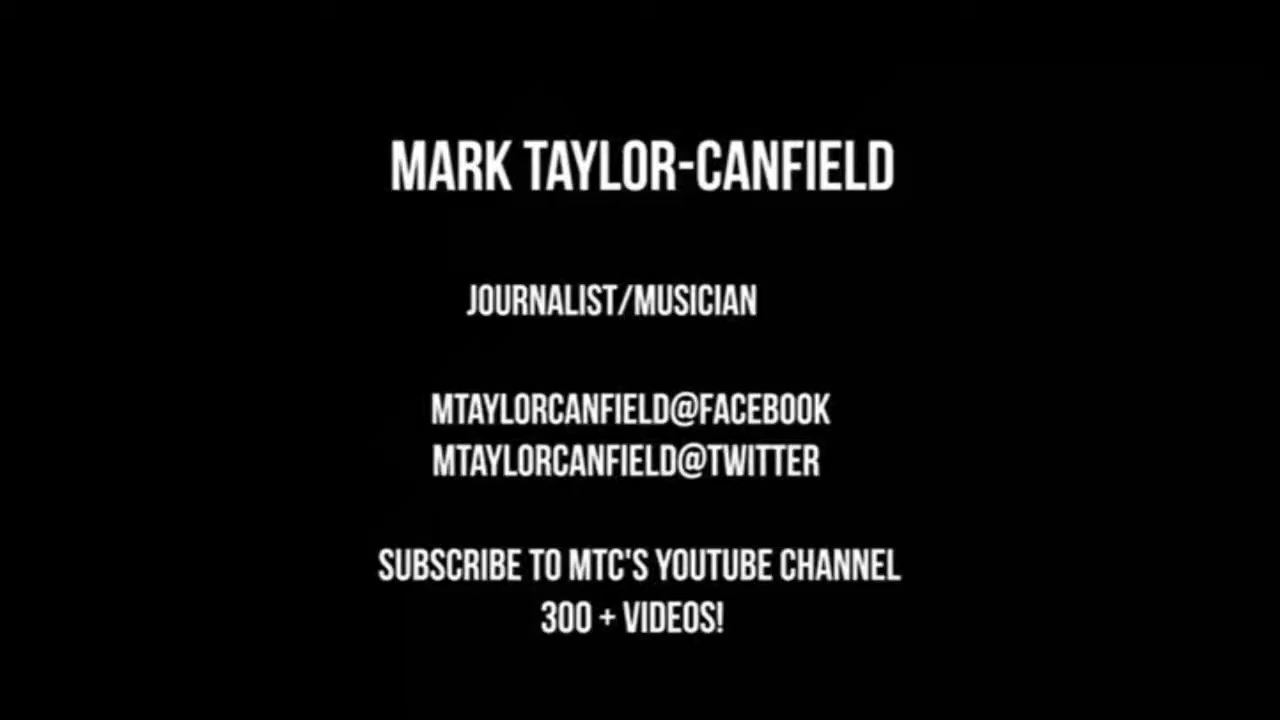 MARK TAYLOR-CANFIELD
JOURNALIST/MUSICIAN
MTAYLORCANFIELD@FACEBOOK
MTAYLORCANFIELD@TWITTER
SUBSCRIBE TO MTC'S YOUTUBE CHANNEL
300 + VIDEOS!